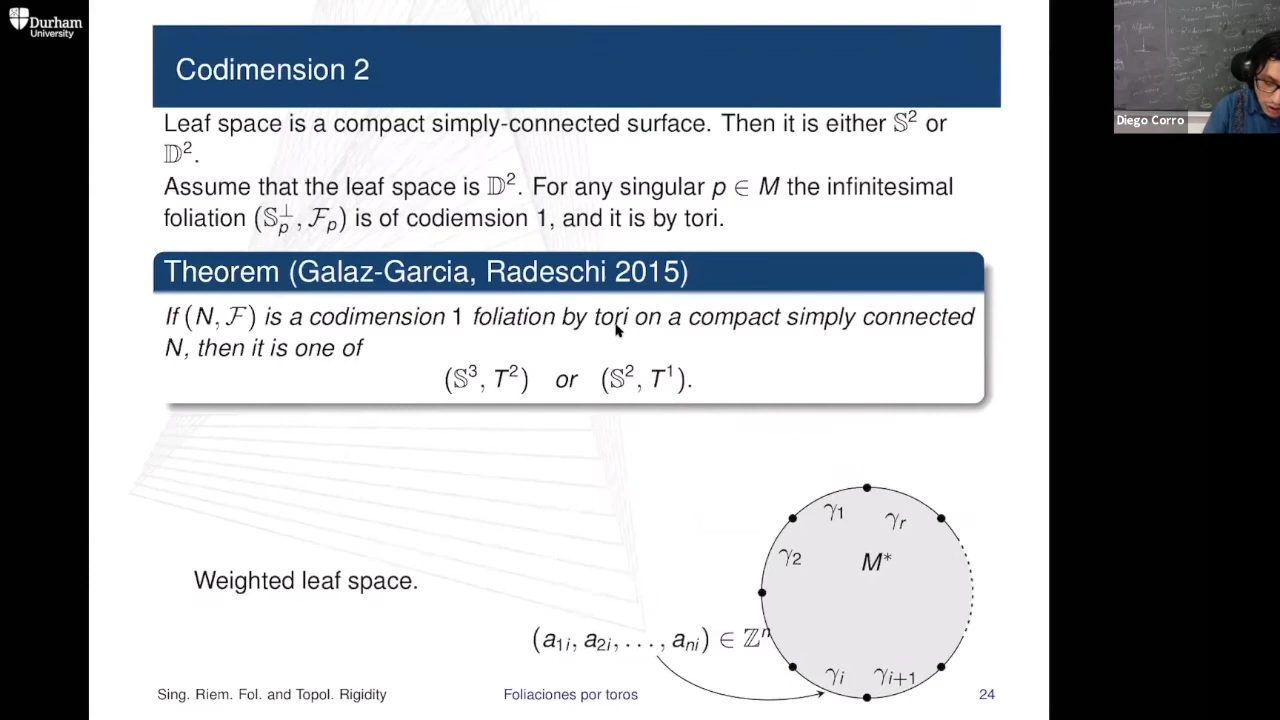 Durham
University
Codimension 2
Leaf space is a compact simply-connected surface. Then it is either 𝕊² or
𝔻².
Assume that the leaf space is 𝔻². For any singular p ∈ M the infinitesimal
foliation (𝕊ₚ^⊥, ℱₚ) is of codiemsion 1, and it is by tori.
Theorem (Galaz-Garcia, Radeschi 2015)
If (N, ℱ) is a codimension 1 foliation by tori on a compact simply connected
N, then it is one of
(𝕊³, T²) or (𝕊², T¹).
γ₁ γᵣ
γ₂ M*
Weighted leaf space.
(a₁ᵢ, a₂ᵢ, . . . , aₙᵢ) ∈ ℤⁿ
γᵢ γᵢ₊₁
Sing. Riem. Fol. and Topol. Rigidity Foliaciones por toros 24
Diego Corro